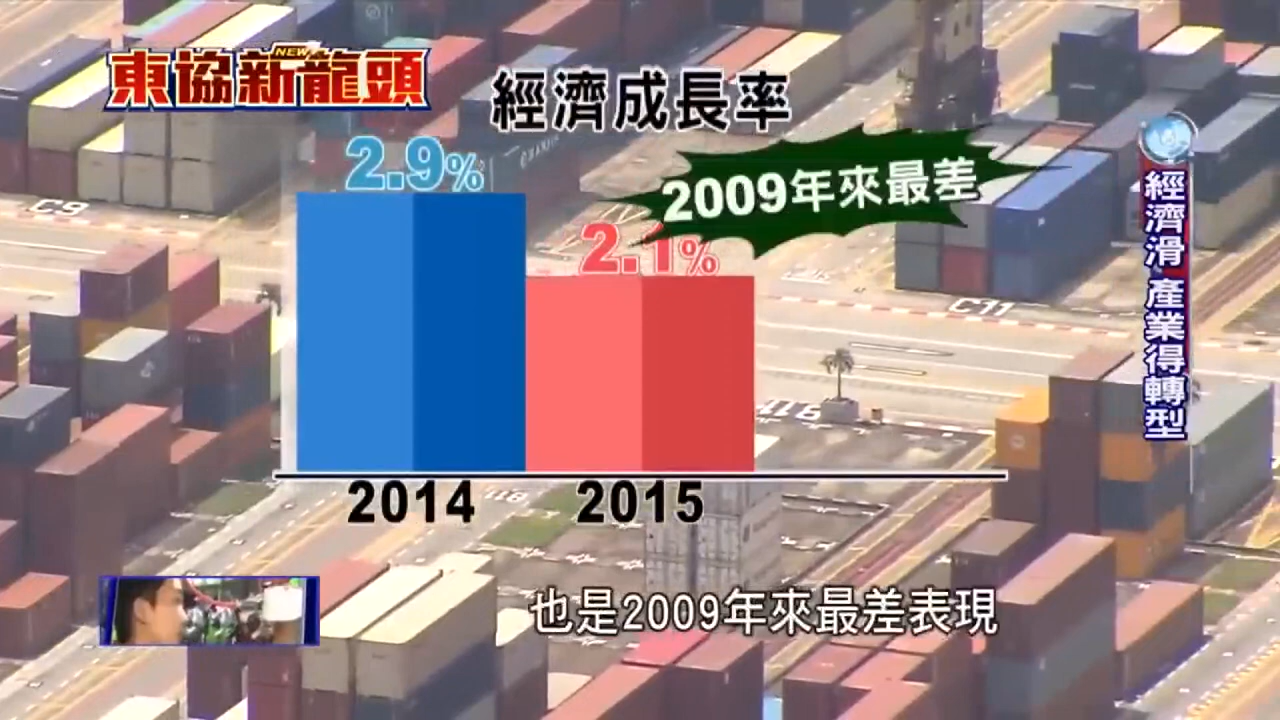 NEW
東協新龍頭
經濟成長率
2.9%
2009年來最差
2.1%
2014
2015
經濟滑 產業得轉型
C9
C11
也是2009年來最差表現